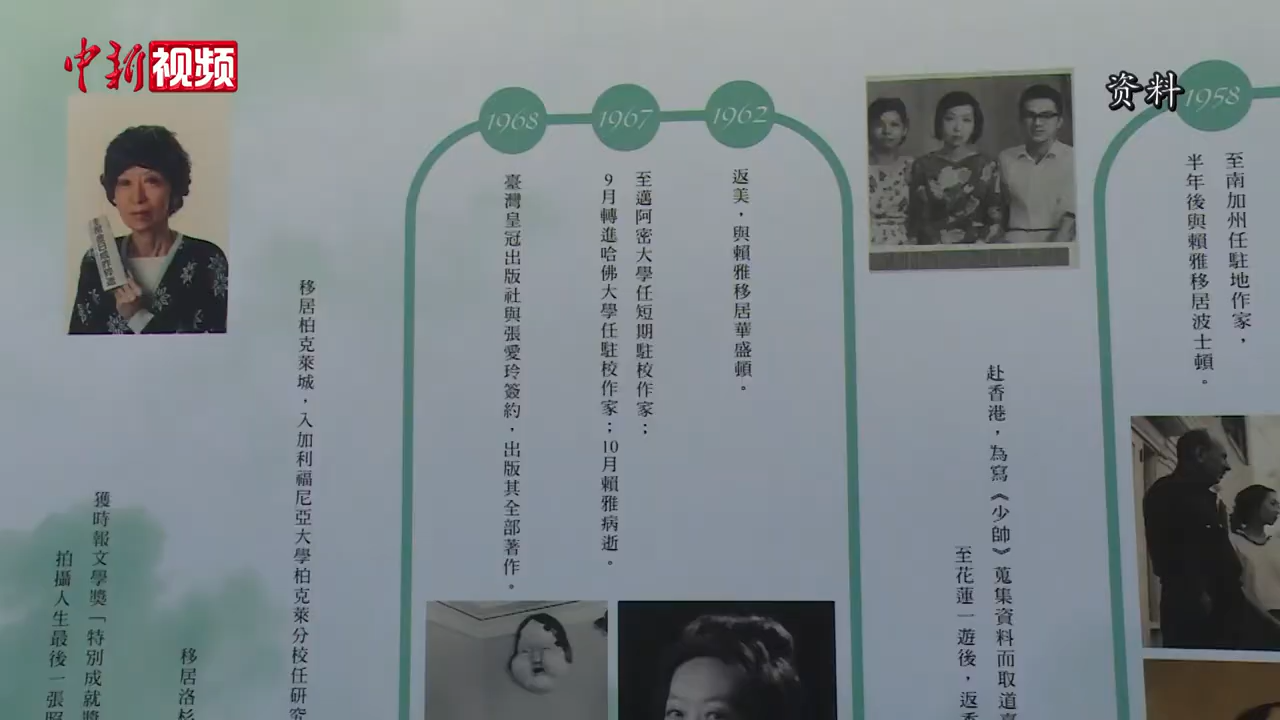 中新视频
资料
1958
至南加州任駐地作家，
半年後與賴雅移居波士頓。
赴香港，為寫《少帥》蒐集資料而取道
至花蓮一遊後，返
1962
返美，與賴雅移居華盛頓。
1967
至邁阿密大學任短期駐校作家；
9月轉進哈佛大學任駐校作家；10月賴雅病逝。
1968
臺灣皇冠出版社與張愛玲簽約，出版其全部著作。
移居柏克萊城，入加利福尼亞大學柏克萊分校任研究
移居洛杉
獲時報文學獎「特別成就獎
拍攝人生最後一張照